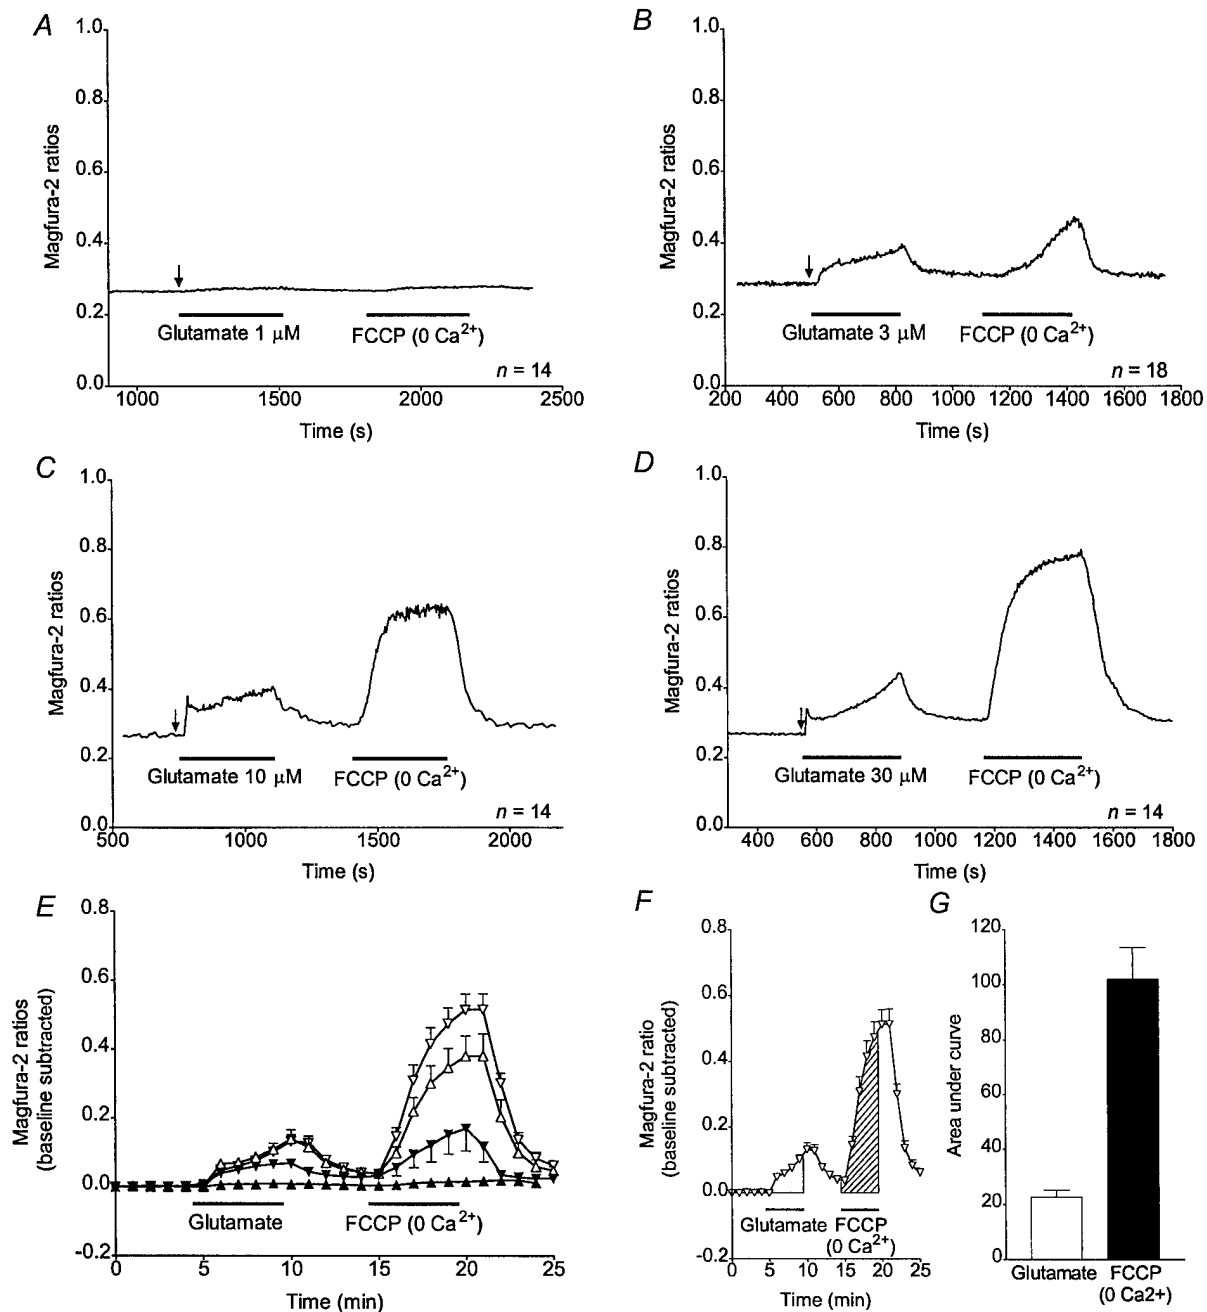 A
1.0
0.8
0.6
0.4
0.2
0.0
Magfura-2 ratios
Glutamate 1 μM
FCCP (0 Ca²⁺)
n = 14
1000 1500 2000 2500
Time (s)
B
1.0
0.8
0.6
0.4
0.2
0.0
Magfura-2 ratios
Glutamate 3 μM
FCCP (0 Ca²⁺)
n = 18
200 400 600 800 1000 1200 1400 1600 1800
Time (s)
C
1.0
0.8
0.6
0.4
0.2
0.0
Magfura-2 ratios
Glutamate 10 μM
FCCP (0 Ca²⁺)
n = 14
500 1000 1500 2000
Time (s)
D
1.0
0.8
0.6
0.4
0.2
0.0
Magfura-2 ratios
Glutamate 30 μM
FCCP (0 Ca²⁺)
n = 14
400 600 800 1000 1200 1400 1600 1800
Time (s)
E
0.8
0.6
0.4
0.2
0.0
-0.2
Magfura-2 ratios
(baseline subtracted)
Glutamate
FCCP (0 Ca²⁺)
0 5 10 15 20 25
Time (min)
F
0.8
0.6
0.4
0.2
0.0
-0.2
Magfura-2 ratio
(baseline subtracted)
Glutamate
FCCP
(0 Ca²⁺)
0 5 10 15 20 25
Time (min)
G
120
100
80
60
40
20
0
Area under curve
Glutamate
FCCP
(0 Ca2+)